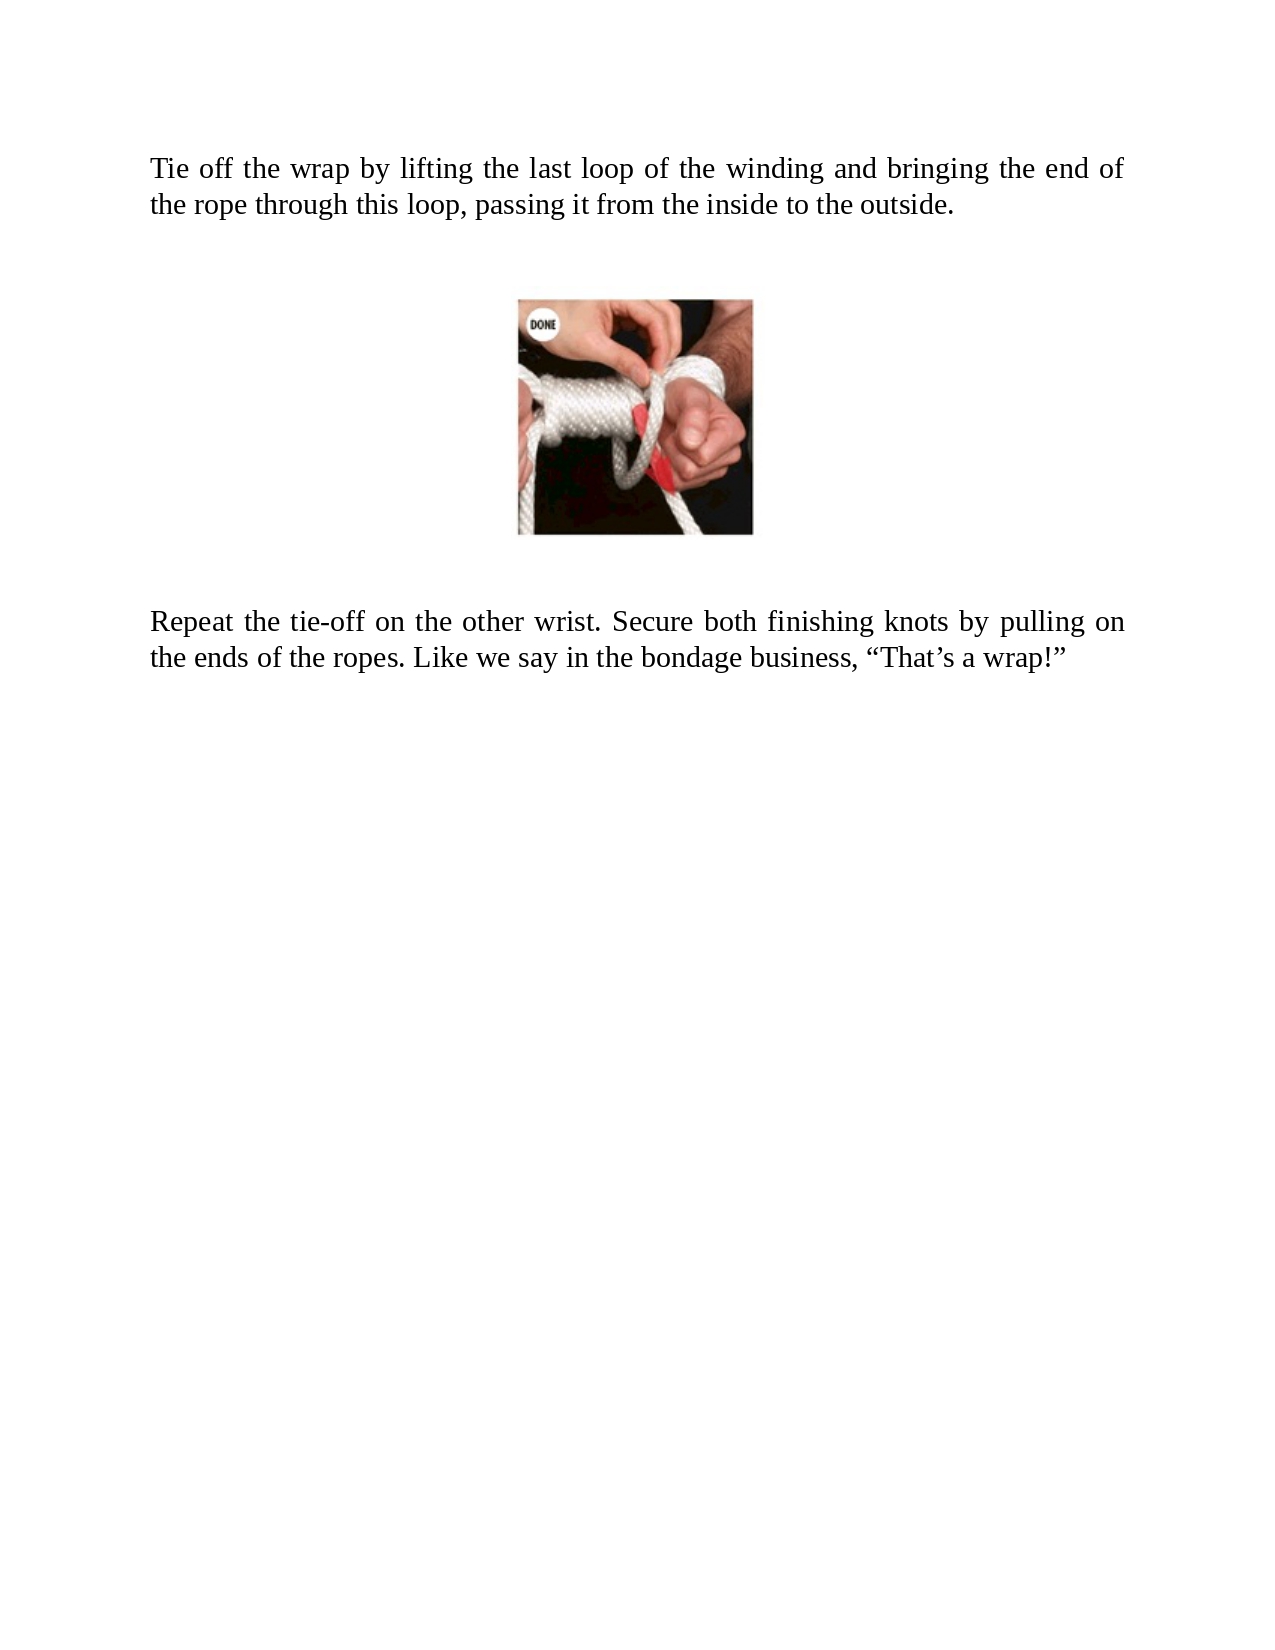 Tie off the wrap by lifting the last loop of the winding and bringing the end of
the rope through this loop, passing it from the inside to the outside.
DONE
Repeat the tie-off on the other wrist. Secure both finishing knots by pulling on
the ends of the ropes. Like we say in the bondage business, “That’s a wrap!”